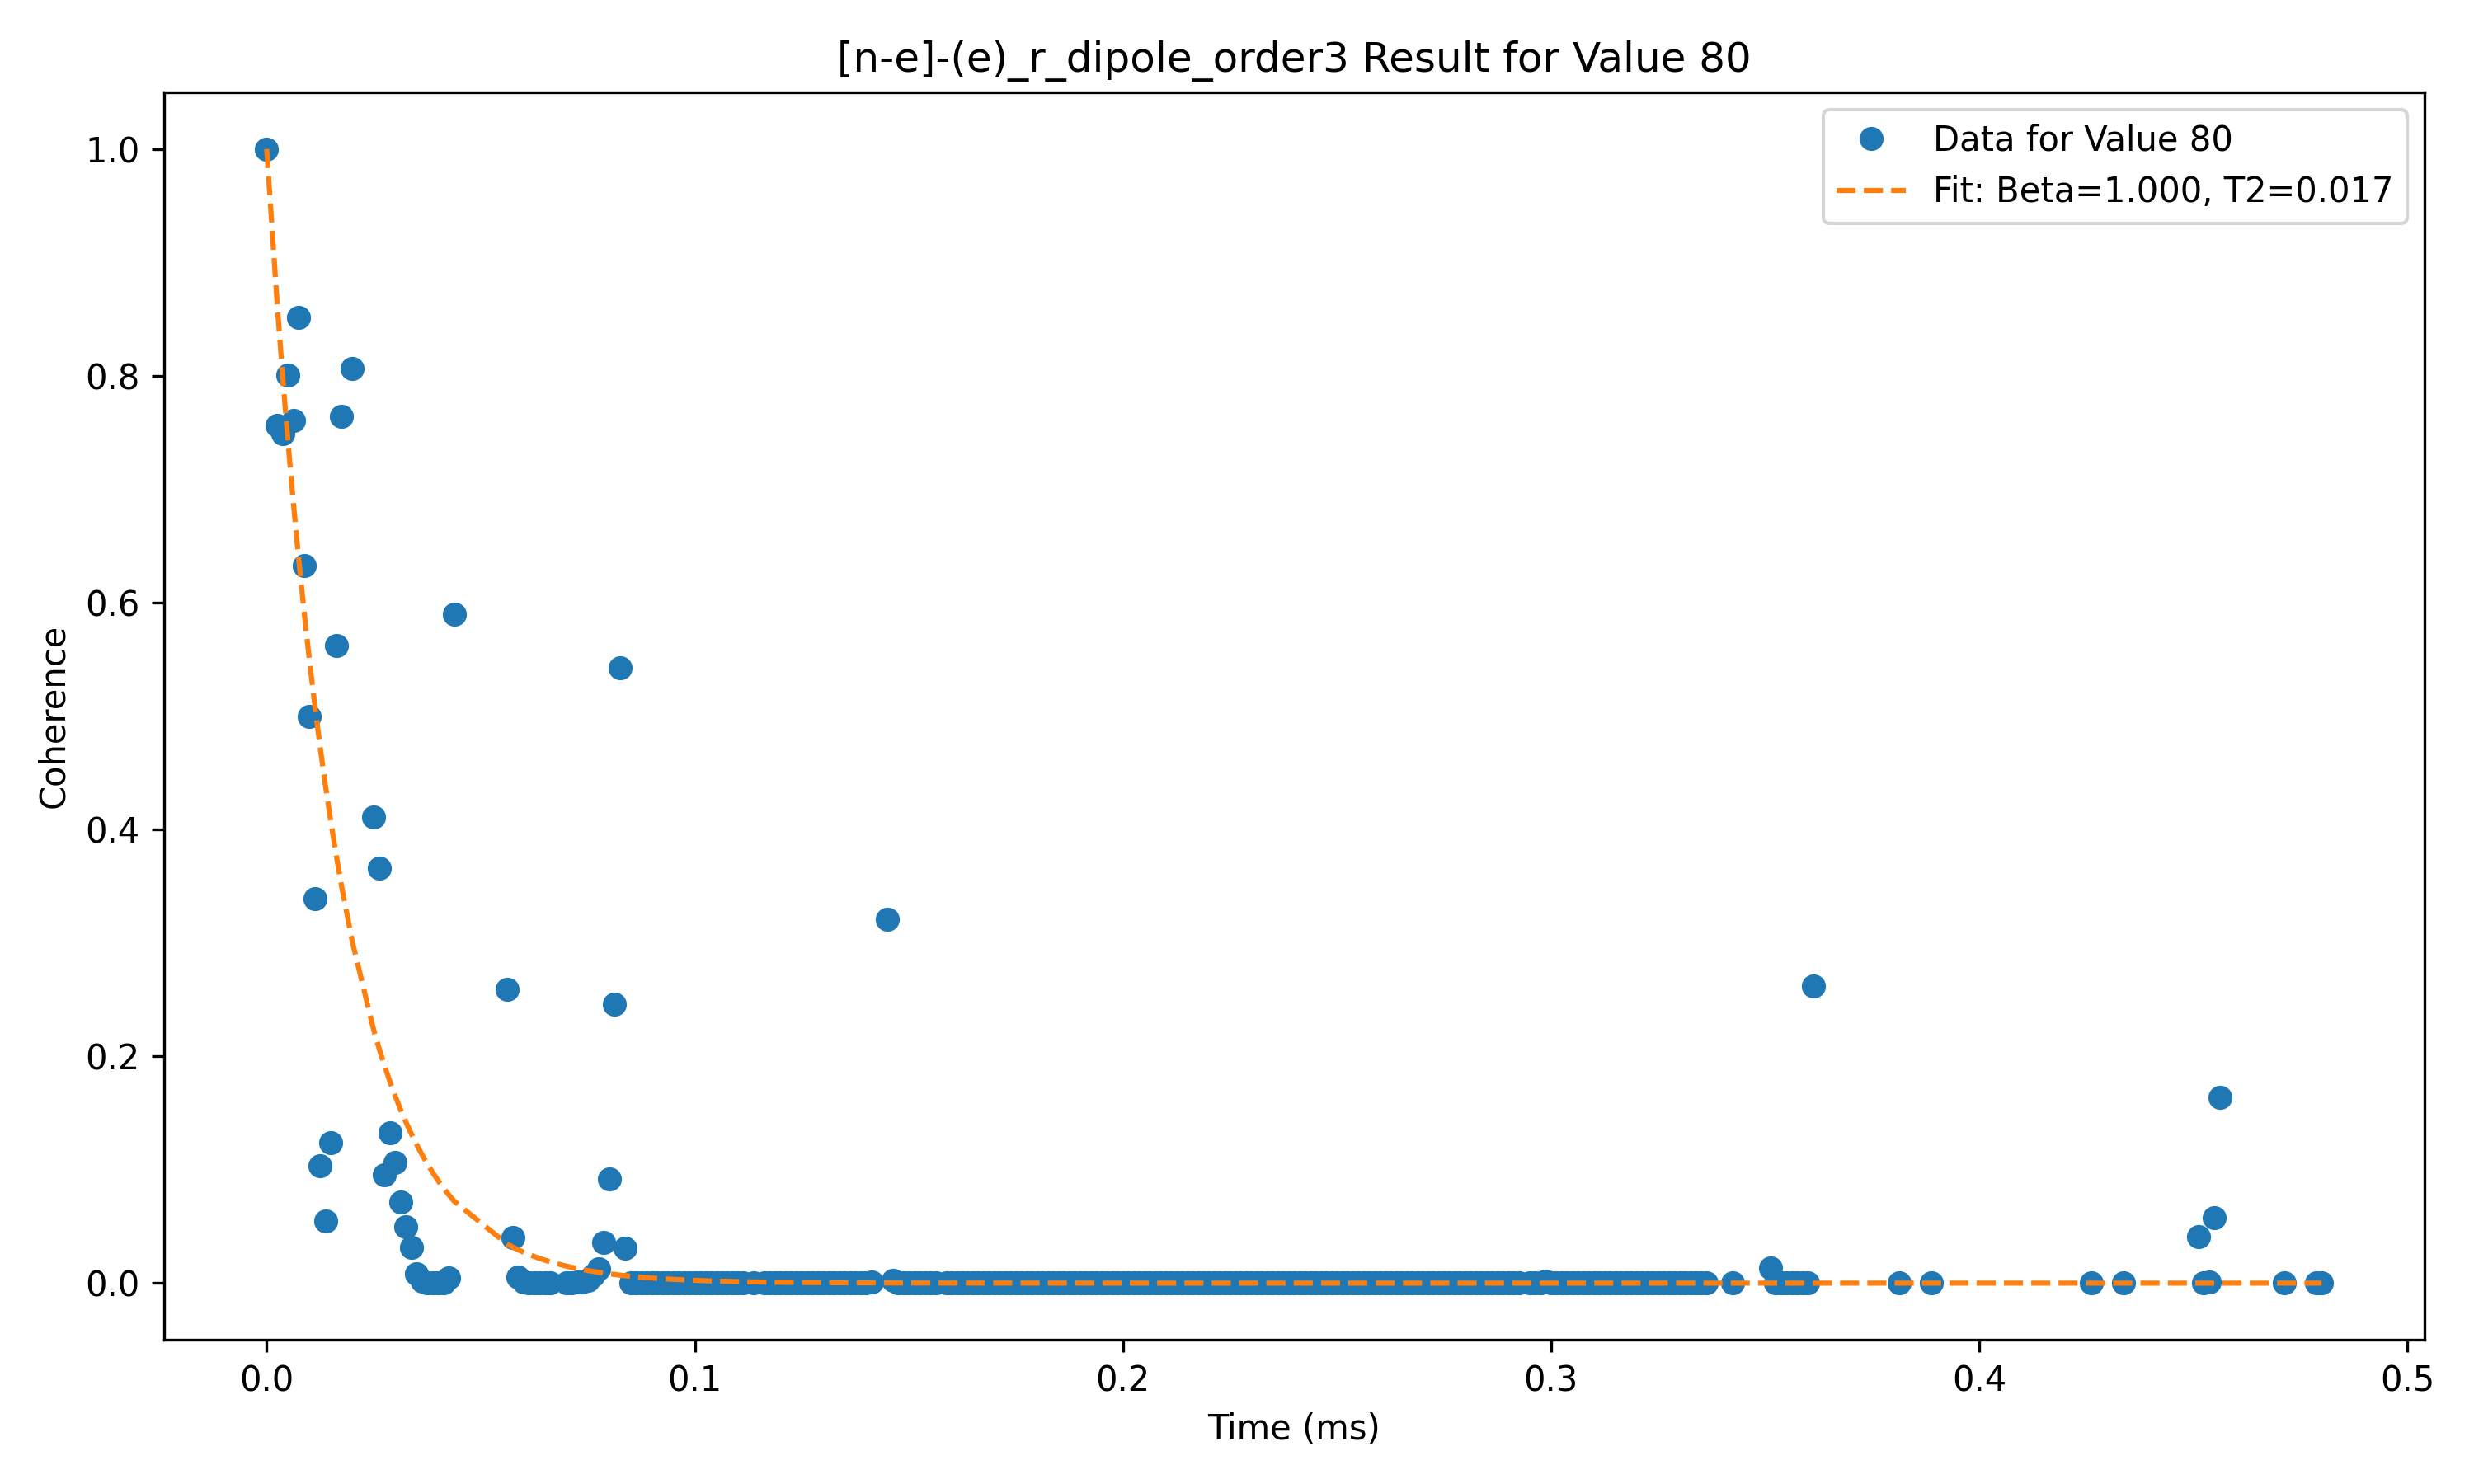 [n-e]-(e)_r_dipole_order3 Result for Value 80
Data for Value 80
Fit: Beta=1.000, T2=0.017
1.0
0.8
0.6
0.4
0.2
0.0
Coherence
0.0 0.1 0.2 0.3 0.4 0.5
Time (ms)